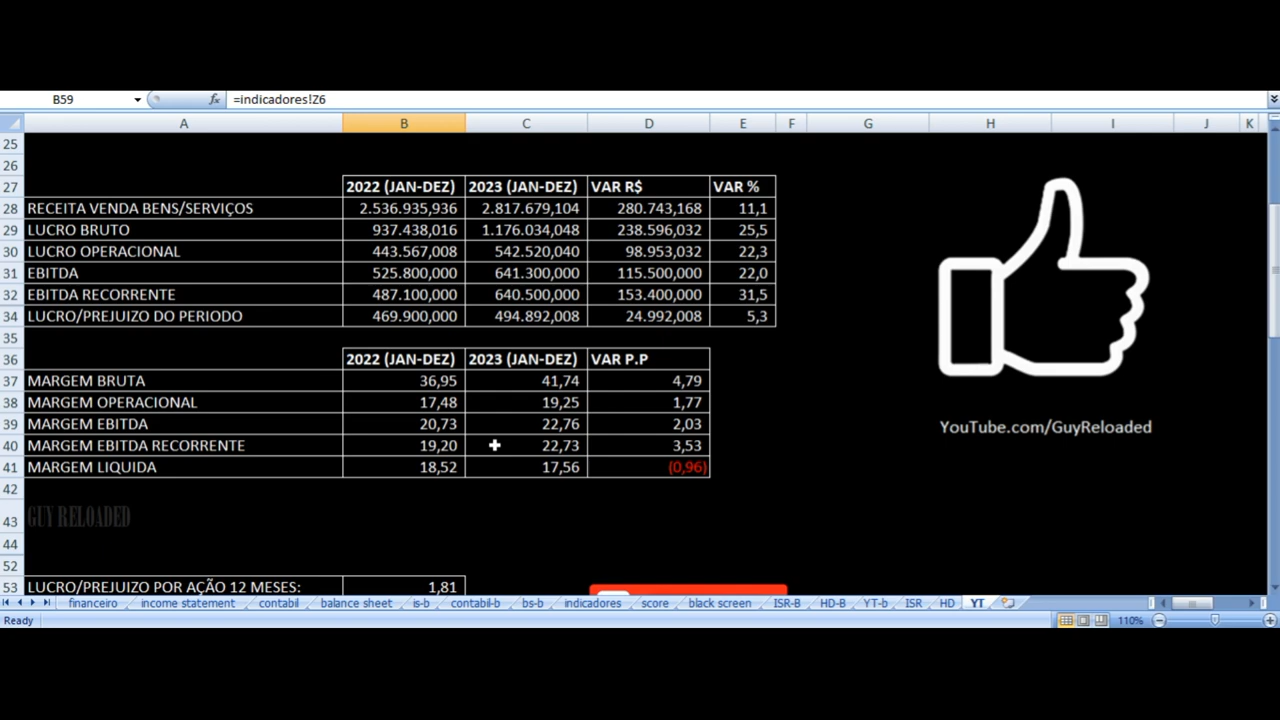 B59 fx =indicadores!Z6
A B C D E F G H I J K
25
26
27 2022 (JAN-DEZ) 2023 (JAN-DEZ) VAR R$ VAR %
28 RECEITA VENDA BENS/SERVIÇOS 2.536.935,936 2.817.679,104 280.743,168 11,1
29 LUCRO BRUTO 937.438,016 1.176.034,048 238.596,032 25,5
30 LUCRO OPERACIONAL 443.567,008 542.520,040 98.953,032 22,3
31 EBITDA 525.800,000 641.300,000 115.500,000 22,0
32 EBITDA RECORRENTE 487.100,000 640.500,000 153.400,000 31,5
34 LUCRO/PREJUIZO DO PERIODO 469.900,000 494.892,008 24.992,008 5,3
35
36 2022 (JAN-DEZ) 2023 (JAN-DEZ) VAR P.P
37 MARGEM BRUTA 36,95 41,74 4,79
38 MARGEM OPERACIONAL 17,48 19,25 1,77
39 MARGEM EBITDA 20,73 22,76 2,03
40 MARGEM EBITDA RECORRENTE 19,20 22,73 3,53
41 MARGEM LIQUIDA 18,52 17,56 (0,96)
YouTube.com/GuyReloaded
42
43 GUY RELOADED
44
52
53 LUCRO/PREJUIZO POR AÇÃO 12 MESES: 1,81
financeiro income statement contabil balance sheet is-b contabil-b bs-b indicadores score black screen ISR-B HD-B YT-b ISR HD YT
Ready 110%